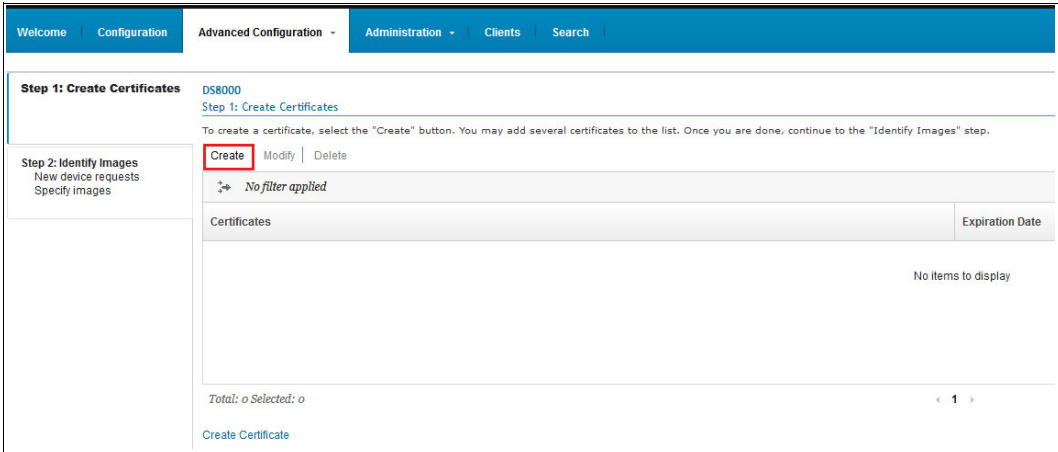 Welcome Configuration Advanced Configuration Administration Clients Search
Step 1: Create Certificates
Step 2: Identify Images
New device requests
Specify images
DS8000
Step 1: Create Certificates
To create a certificate, select the "Create" button. You may add several certificates to the list. Once you are done, continue to the "Identify Images" step.
Create Modify Delete
No filter applied
Certificates Expiration Date
No items to display
Total: 0 Selected: 0 1
Create Certificate